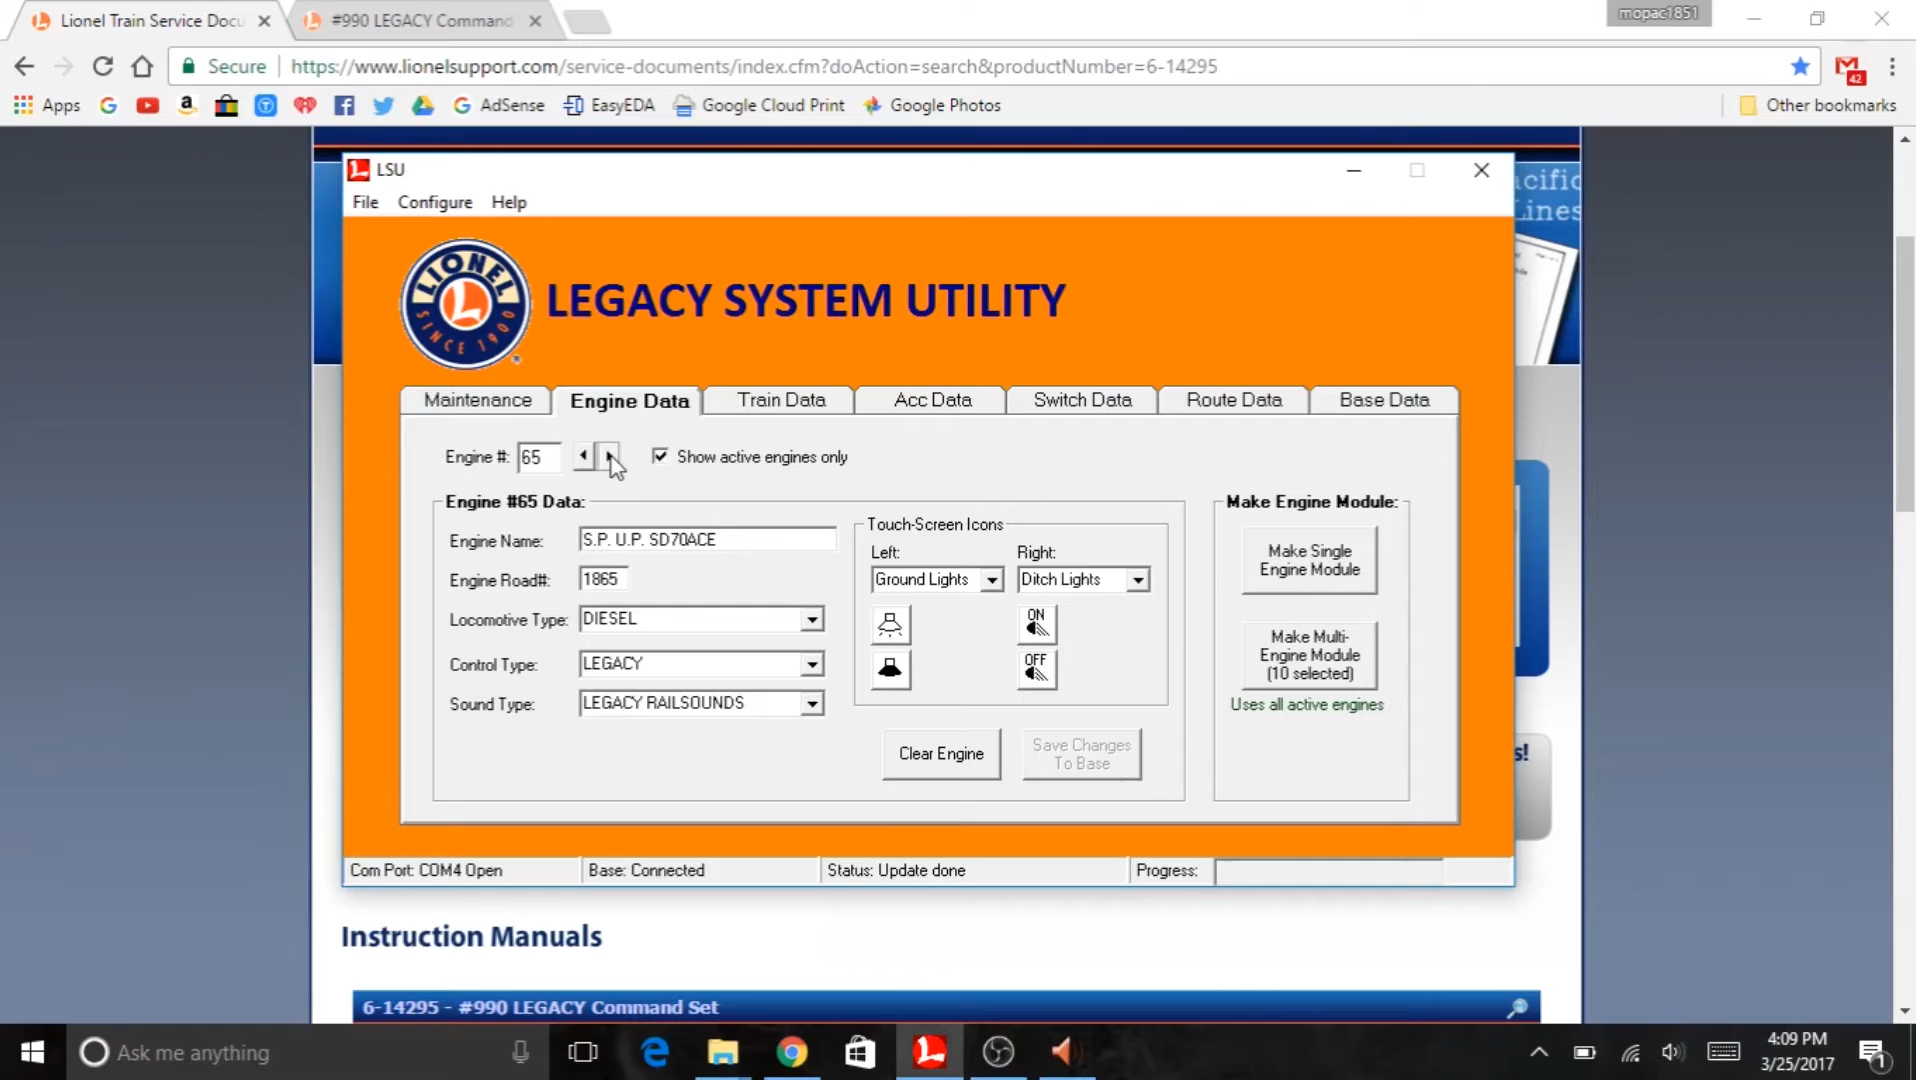 Lionel Train Service Docu
#990 LEGACY Command
mopac1851
Secure
https://www.lionelsupport.com/service-documents/index.cfm?doAction=search&productNumber=6-14295
42
Apps
AdSense
EasyEDA
Google Cloud Print
Google Photos
Other bookmarks
acific
Lines
LSU
File Configure Help
LIONEL
L
SINCE 1900
LEGACY SYSTEM UTILITY
Maintenance
Engine Data
Train Data
Acc Data
Switch Data
Route Data
Base Data
Engine #: 65
Show active engines only
Engine #65 Data:
Engine Name: S.P. U.P. SD70ACE
Engine Road#: 1865
Locomotive Type: DIESEL
Control Type: LEGACY
Sound Type: LEGACY RAILSOUNDS
Touch-Screen Icons
Left:
Right:
Ground Lights
Ditch Lights
ON
OFF
Clear Engine
Save Changes
To Base
Make Engine Module:
Make Single
Engine Module
Make Multi-
Engine Module
(10 selected)
Uses all active engines
s!
Com Port: COM4 Open
Base: Connected
Status: Update done
Progress:
Instruction Manuals
6-14295 - #990 LEGACY Command Set
Ask me anything
4:09 PM
3/25/2017
1